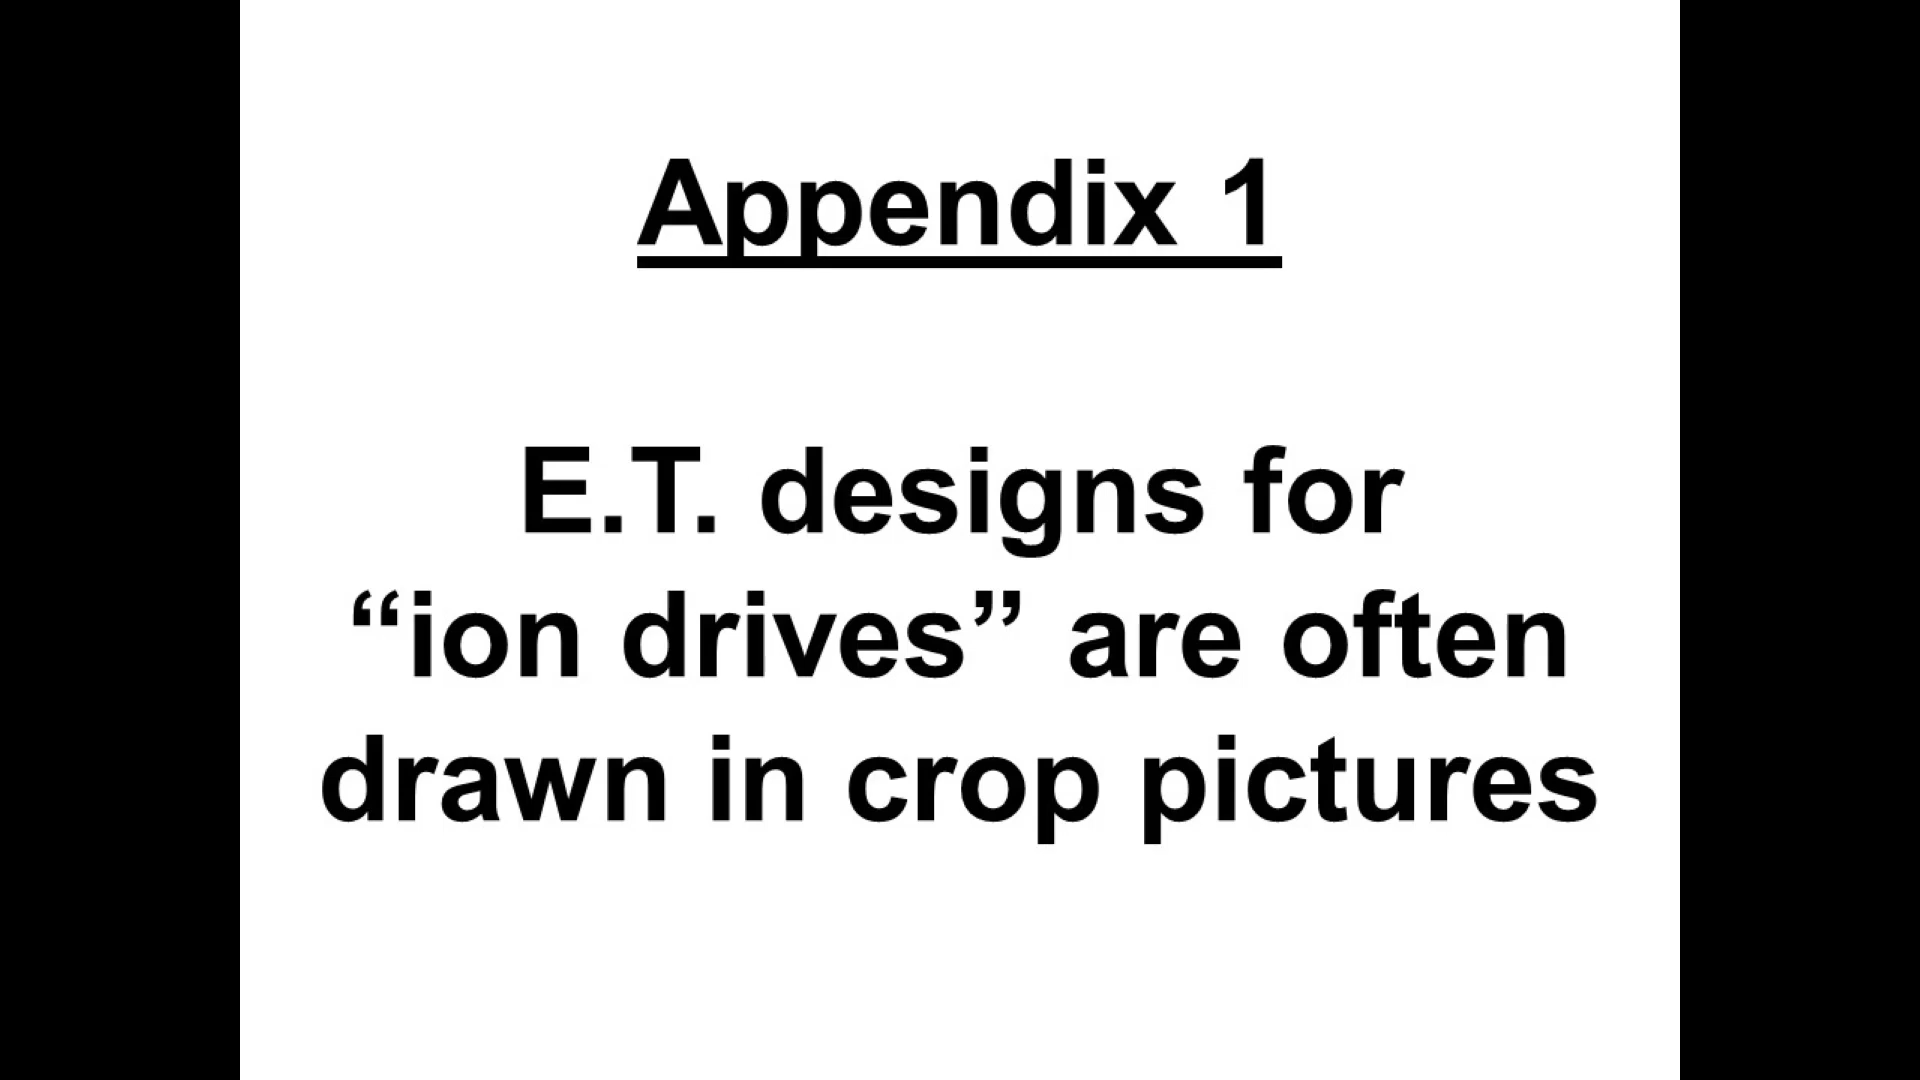 Appendix 1
E.T. designs for
“ion drives” are often
drawn in crop pictures